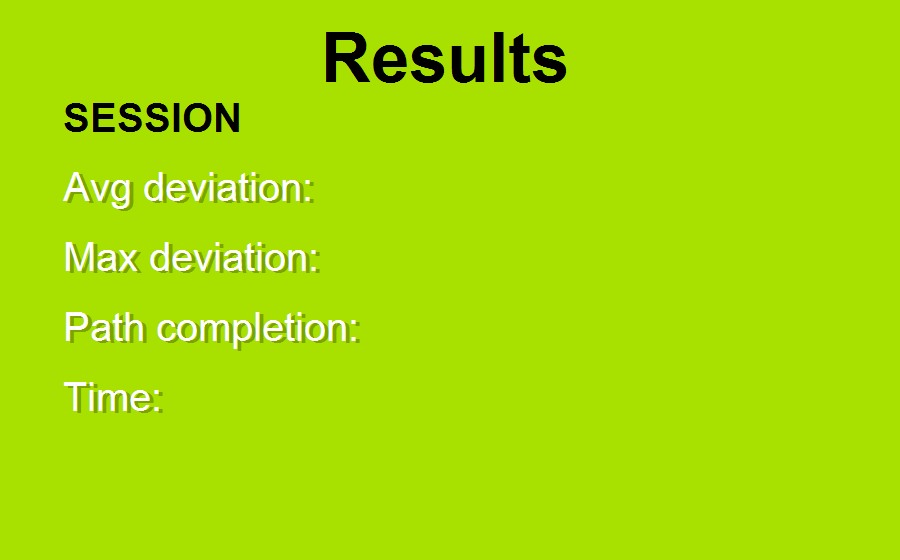 Results
SESSION
Avg deviation:
Max deviation:
Path completion:
Time: